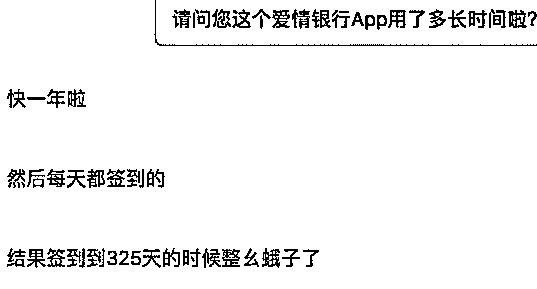 请问您这个爱情银行App用了多长时间啦?
快一年啦
然后每天都签到的
结果签到到325天的时候整幺蛾子了